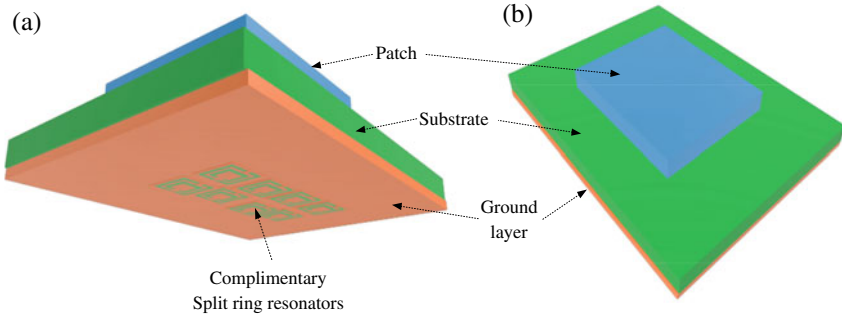 (a)
(b)
Patch
Substrate
Ground
layer
Complimentary
Split ring resonators